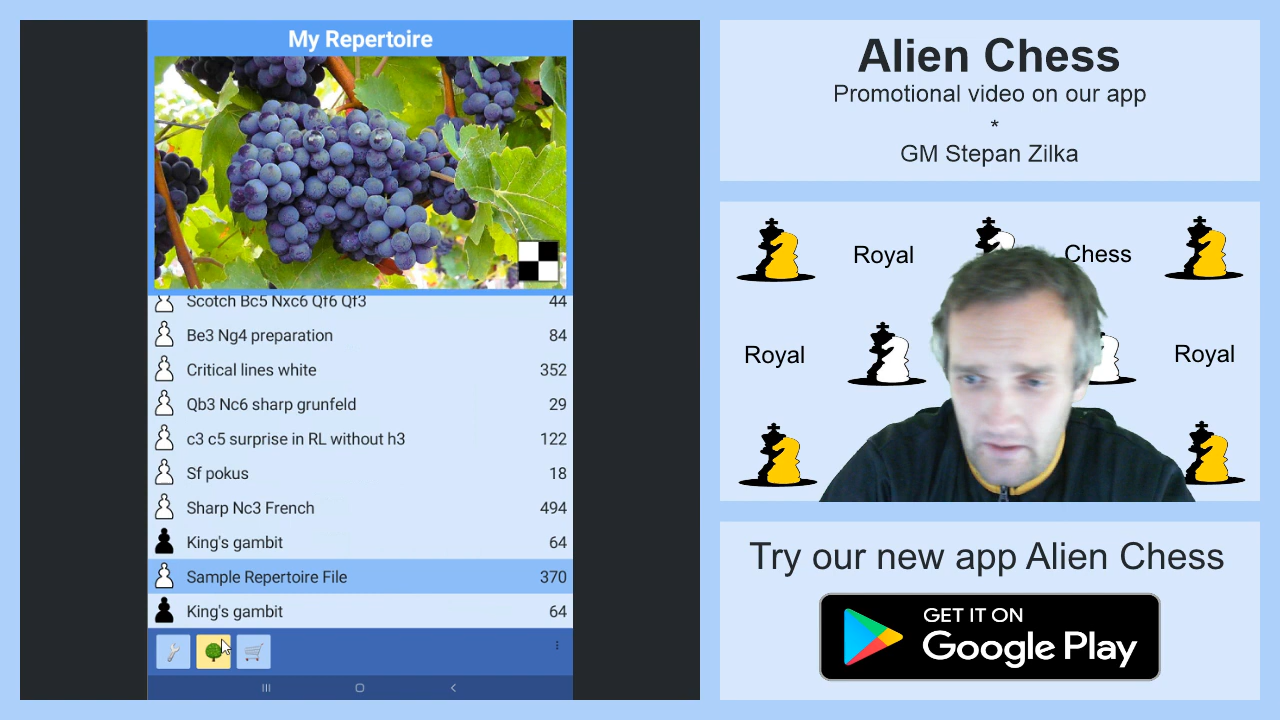 My Repertoire
Scotch Bc5 Nxc6 Qf6 Qf3 44
Be3 Ng4 preparation 84
Critical lines white 352
Qb3 Nc6 sharp grunfeld 29
c3 c5 surprise in RL without h3 122
Sf pokus 18
Sharp Nc3 French 494
King's gambit 64
Sample Repertoire File 370
King's gambit 64
Alien Chess
Promotional video on our app
*
GM Stepan Zilka
Royal Chess
Royal Royal
Try our new app Alien Chess
GET IT ON
Google Play